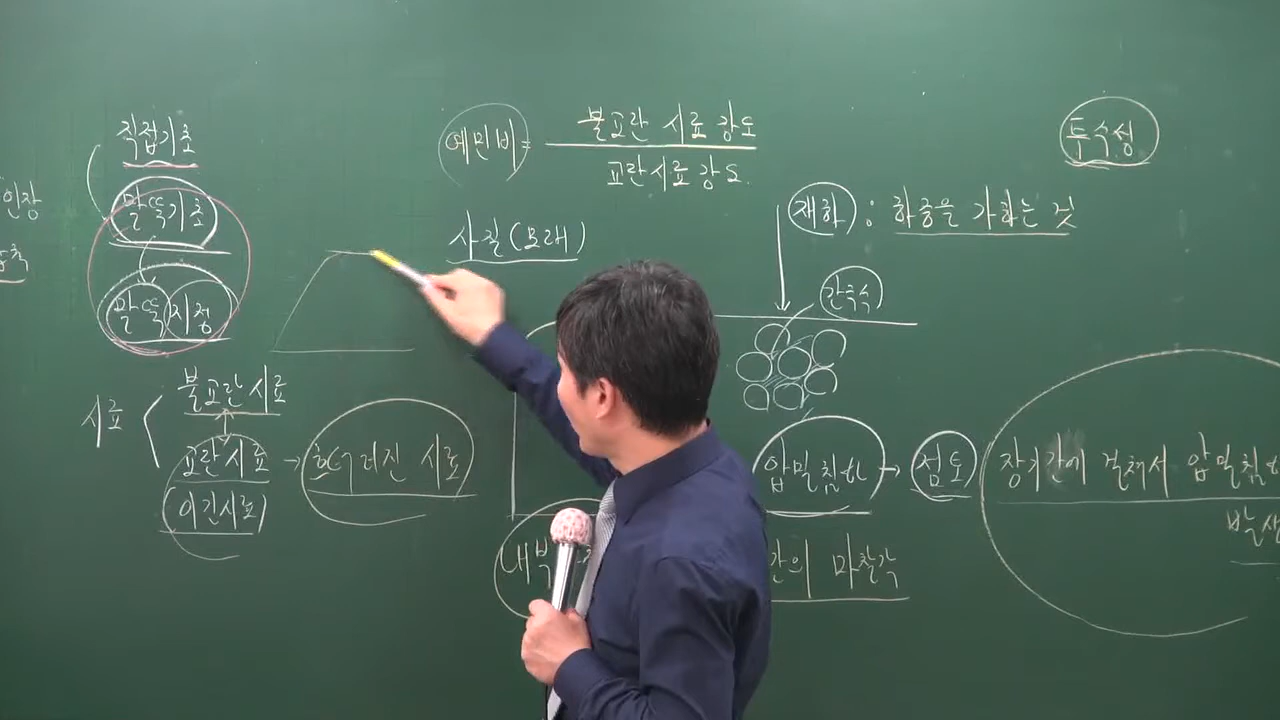 직접기초
말뚝기초
말뚝지정
인장
시료
불교란 시료
교란시료 → 흐트러진 시료
(이긴시료)
예민비 = 불교란 시료 강도
교란시료 강도
사질(모래)
투수성
재하 : 하중을 가하는 것
간극수
압밀침하 → 점토
장기간에 걸쳐서 압밀침하
간의 마찰각